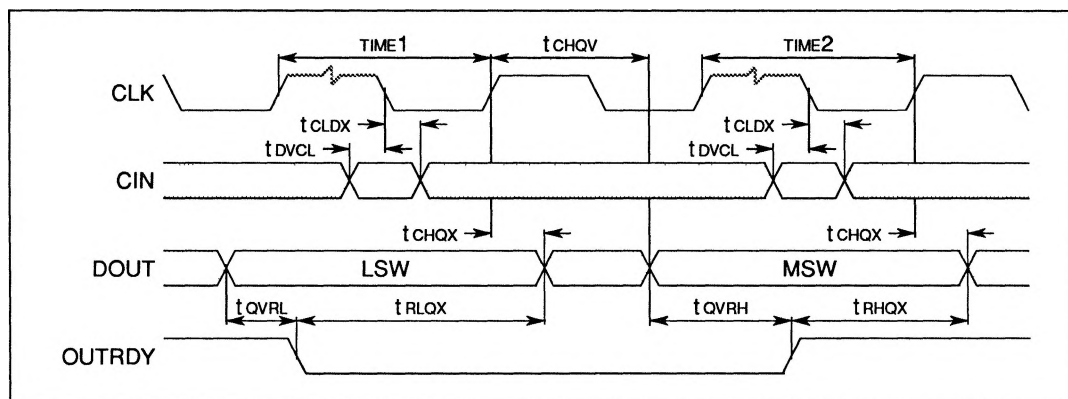 TIME1 tCHQV TIME2
CLK
tCLDX tCLDX
tDVCL tDVCL
CIN
tCHQX tCHQX
DOUT LSW MSW
tQVRL tRLQX tQVRH tRHQX
OUTRDY